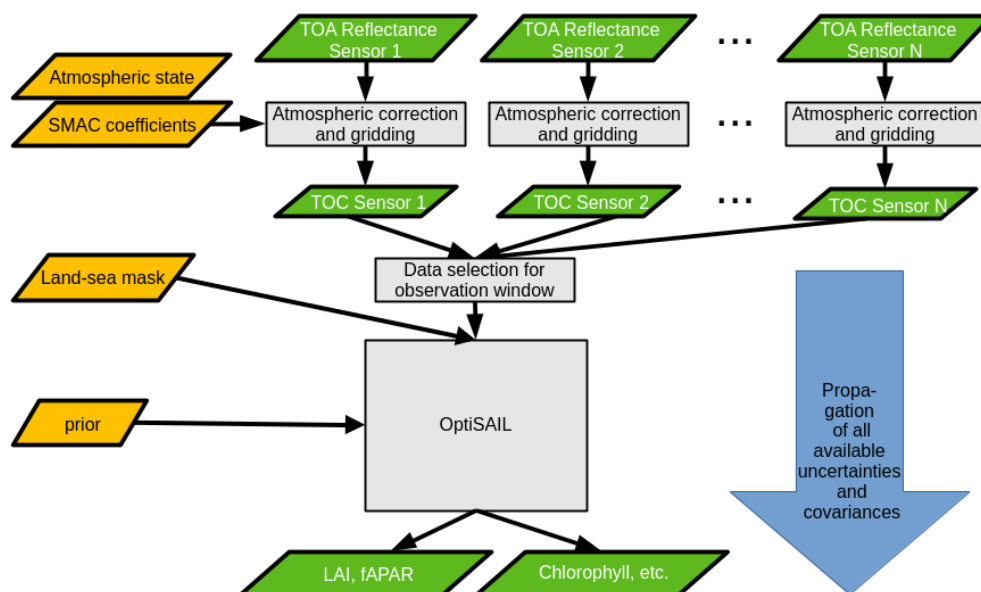 TOA Reflectance
Sensor 1
TOA Reflectance
Sensor 2
...
TOA Reflectance
Sensor N
Atmospheric state
SMAC coefficients
Atmospheric correction
and gridding
Atmospheric correction
and gridding
...
Atmospheric correction
and gridding
TOC Sensor 1
TOC Sensor 2
...
TOC Sensor N
Land-sea mask
Data selection for
observation window
prior
OptiSAIL
Propa-
gation
of all
available
uncertainties
and
covariances
LAI, fAPAR
Chlorophyll, etc.